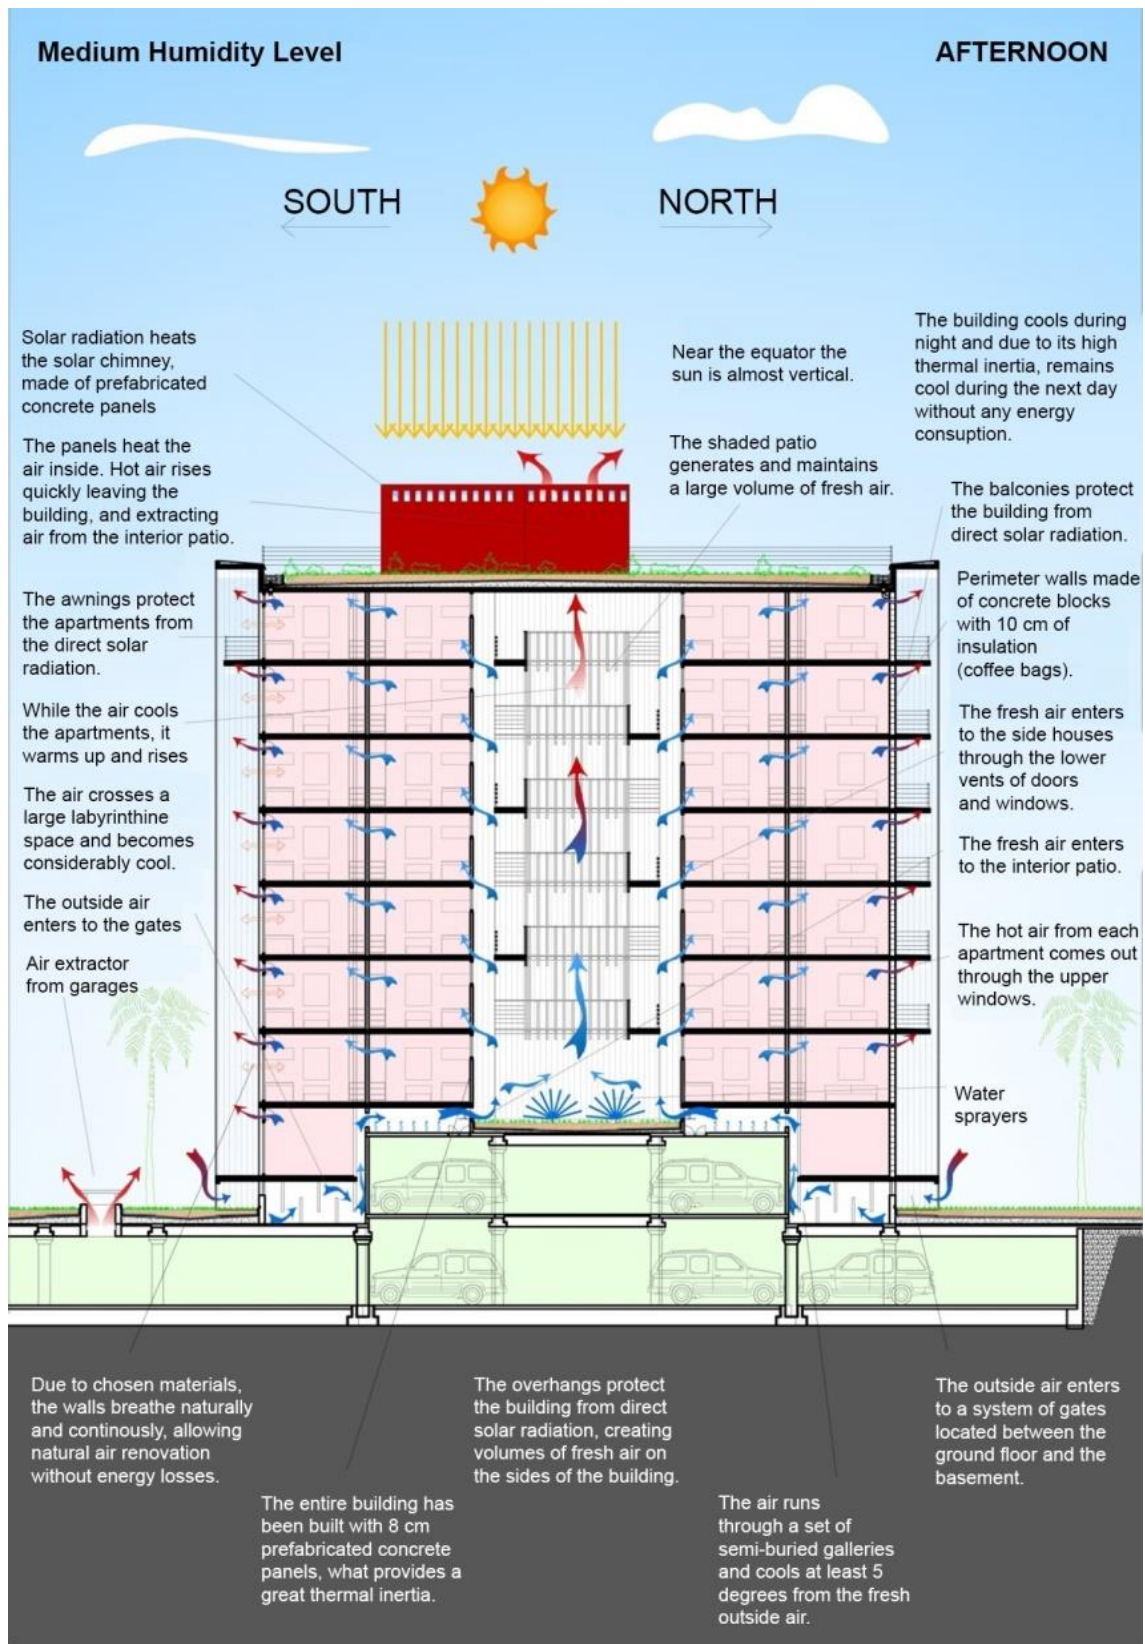 Medium Humidity Level
AFTERNOON
SOUTH
NORTH
Solar radiation heats
the solar chimney,
made of prefabricated
concrete panels
The panels heat the
air inside. Hot air rises
quickly leaving the
building, and extracting
air from the interior patio.
The awnings protect
the apartments from
the direct solar
radiation.
While the air cools
the apartments, it
warms up and rises
The air crosses a
large labyrinthine
space and becomes
considerably cool.
The outside air
enters to the gates
Air extractor
from garages
Near the equator the
sun is almost vertical.
The shaded patio
generates and maintains
a large volume of fresh air.
The building cools during
night and due to its high
thermal inertia, remains
cool during the next day
without any energy
consuption.
The balconies protect
the building from
direct solar radiation.
Perimeter walls made
of concrete blocks
with 10 cm of
insulation
(coffee bags).
The fresh air enters
to the side houses
through the lower
vents of doors
and windows.
The fresh air enters
to the interior patio.
The hot air from each
apartment comes out
through the upper
windows.
Water
sprayers
Due to chosen materials,
the walls breathe naturally
and continously, allowing
natural air renovation
without energy losses.
The entire building has
been built with 8 cm
prefabricated concrete
panels, what provides a
great thermal inertia.
The overhangs protect
the building from direct
solar radiation, creating
volumes of fresh air on
the sides of the building.
The air runs
through a set of
semi-buried galleries
and cools at least 5
degrees from the fresh
outside air.
The outside air enters
to a system of gates
located between the
ground floor and the
basement.